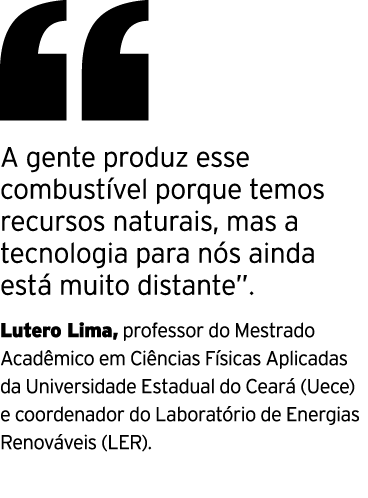 “
A gente produz esse
combustível porque temos
recursos naturais, mas a
tecnologia para nós ainda
está muito distante”.
Lutero Lima, professor do Mestrado
Acadêmico em Ciências Físicas Aplicadas
da Universidade Estadual do Ceará (Uece)
e coordenador do Laboratório de Energias
Renováveis (LER).